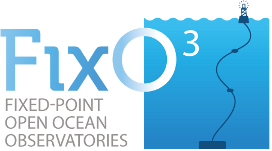 FixO³
FIXED-POINT
OPEN OCEAN
OBSERVATORIES